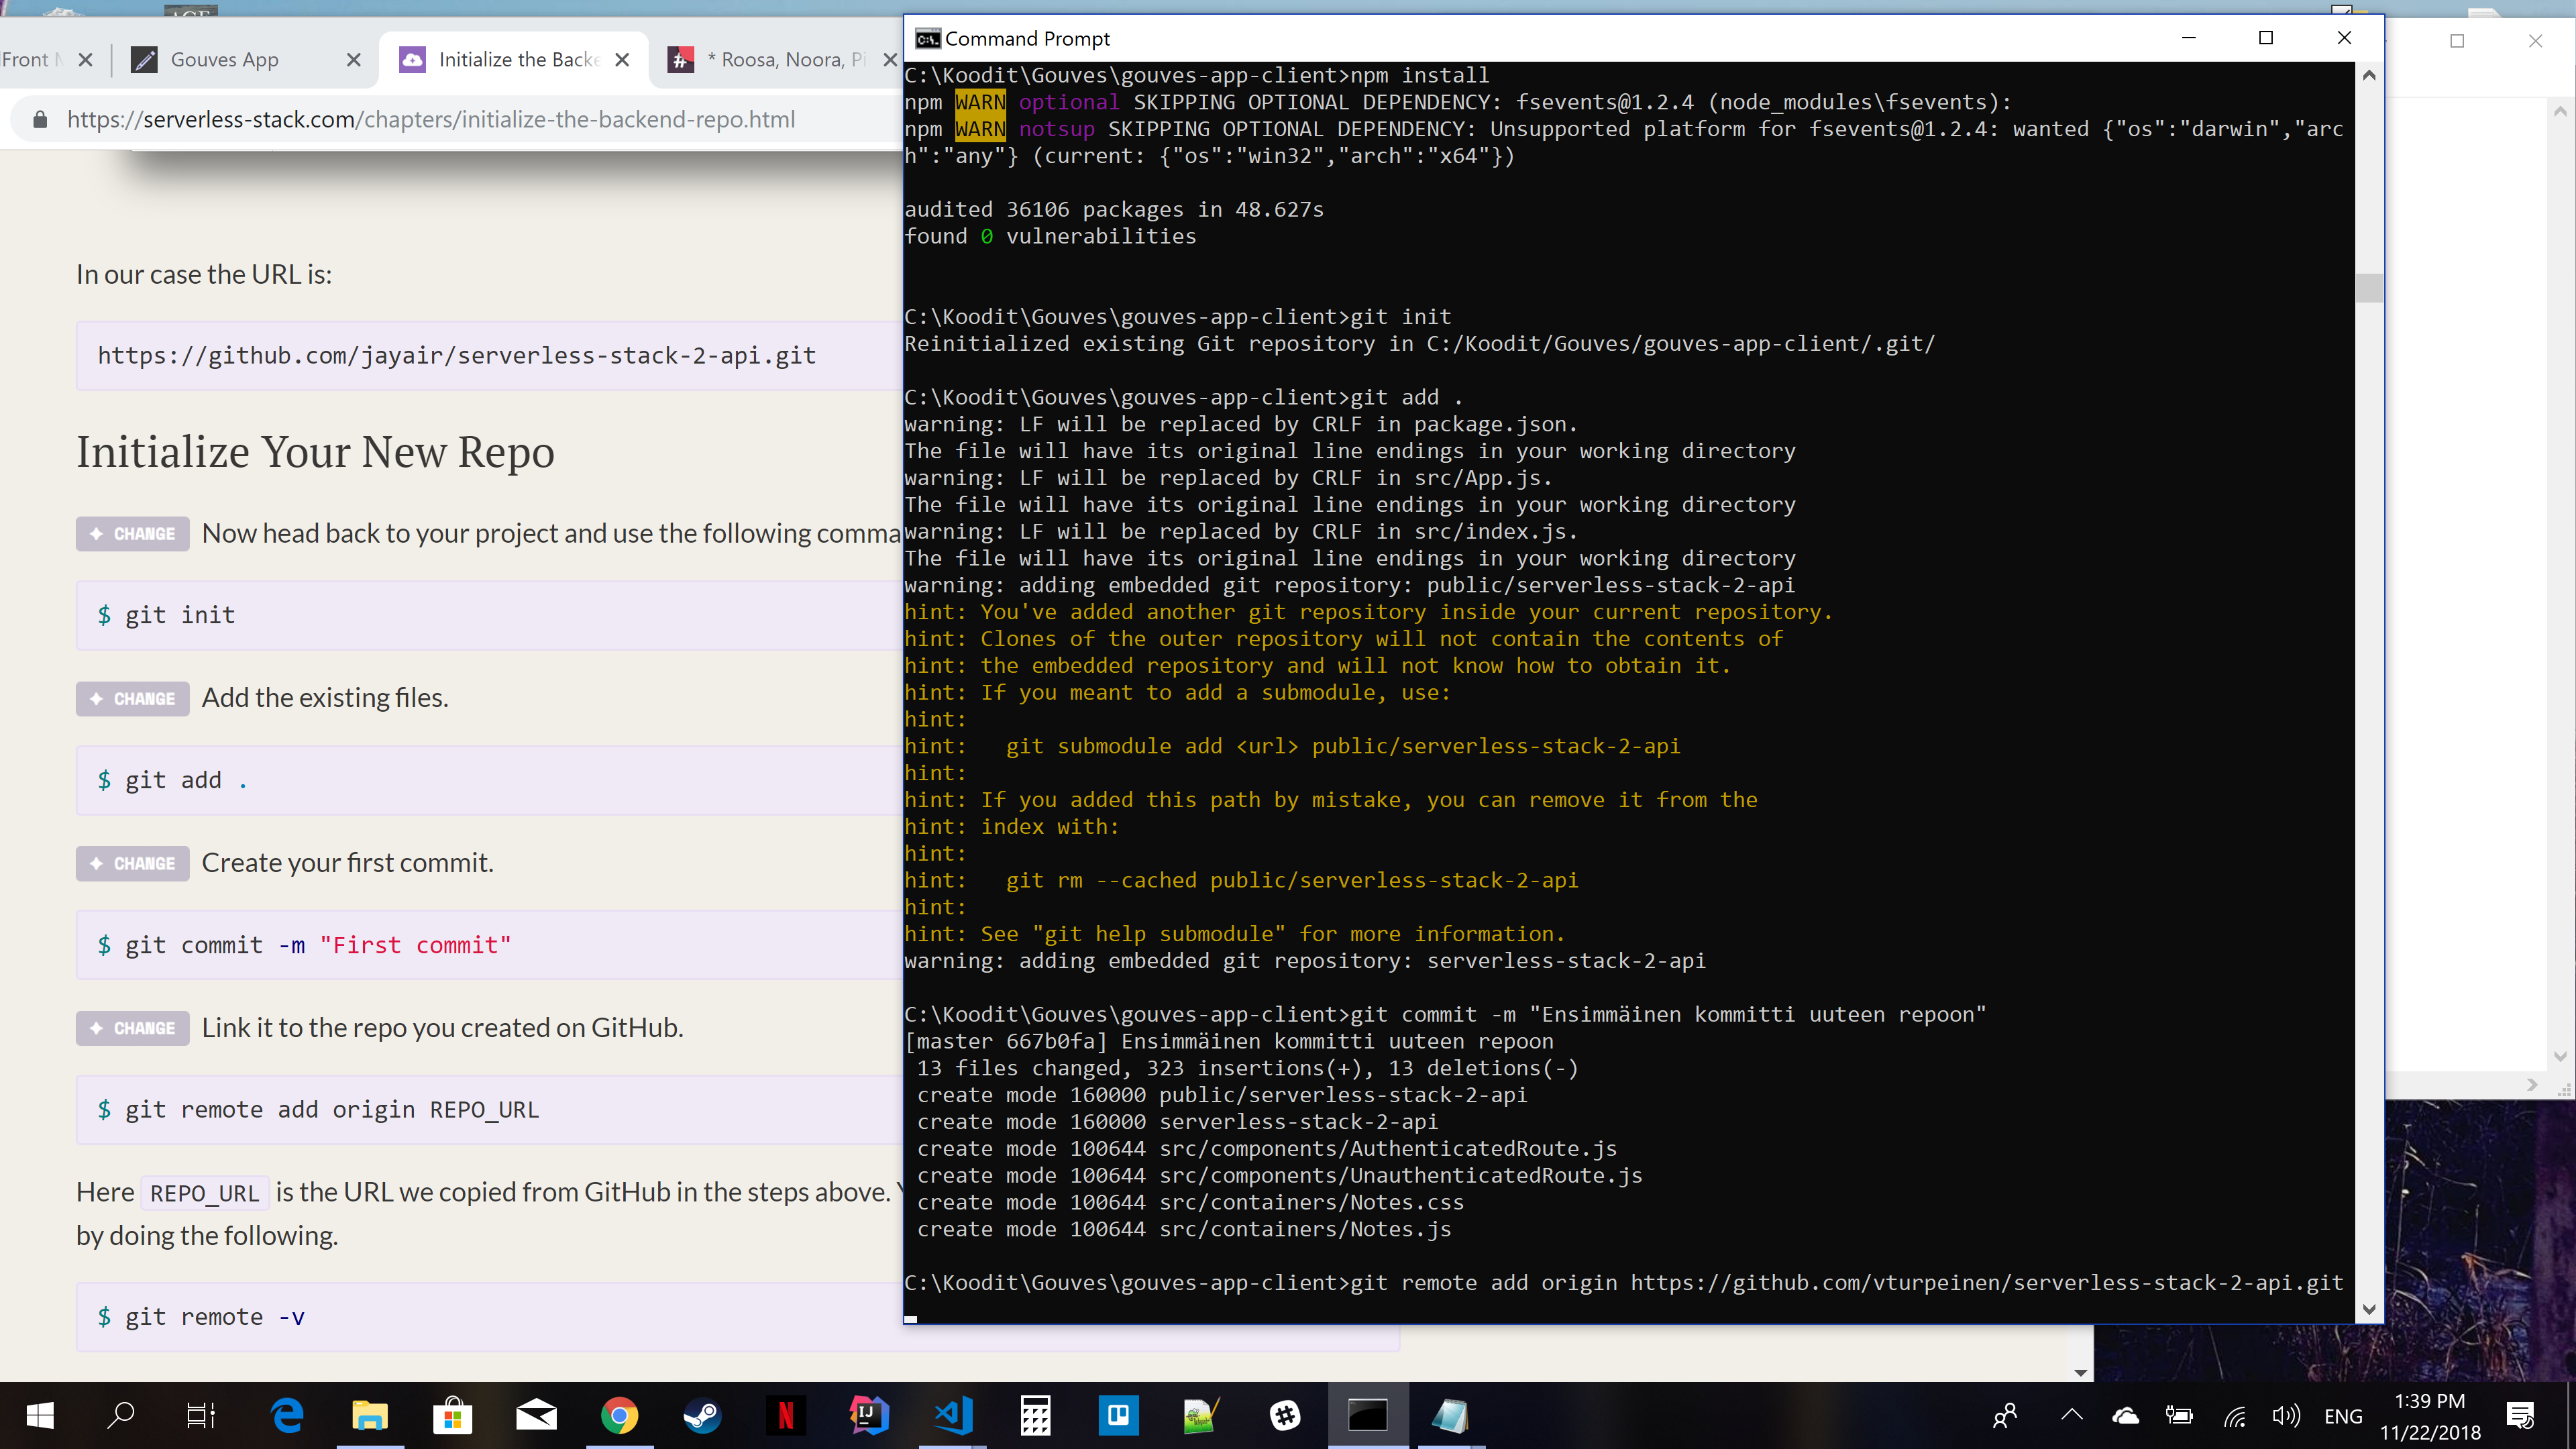 Front
Gouves App
Initialize the Backe
* Roosa, Noora, Pi
https://serverless-stack.com/chapters/initialize-the-backend-repo.html
In our case the URL is:
https://github.com/jayair/serverless-stack-2-api.git
Initialize Your New Repo
CHANGE Now head back to your project and use the following comma
$ git init
CHANGE Add the existing files.
$ git add .
CHANGE Create your first commit.
$ git commit -m "First commit"
CHANGE Link it to the repo you created on GitHub.
$ git remote add origin REPO_URL
Here REPO_URL is the URL we copied from GitHub in the steps above.
by doing the following.
$ git remote -v
Command Prompt
C:\Koodit\Gouves\gouves-app-client>npm install
npm WARN optional SKIPPING OPTIONAL DEPENDENCY: fsevents@1.2.4 (node_modules\fsevents):
npm WARN notsup SKIPPING OPTIONAL DEPENDENCY: Unsupported platform for fsevents@1.2.4: wanted {"os":"darwin","arc
h":"any"} (current: {"os":"win32","arch":"x64"})
audited 36106 packages in 48.627s
found 0 vulnerabilities
C:\Koodit\Gouves\gouves-app-client>git init
Reinitialized existing Git repository in C:/Koodit/Gouves/gouves-app-client/.git/
C:\Koodit\Gouves\gouves-app-client>git add .
warning: LF will be replaced by CRLF in package.json.
The file will have its original line endings in your working directory
warning: LF will be replaced by CRLF in src/App.js.
The file will have its original line endings in your working directory
warning: LF will be replaced by CRLF in src/index.js.
The file will have its original line endings in your working directory
warning: adding embedded git repository: public/serverless-stack-2-api
hint: You've added another git repository inside your current repository.
hint: Clones of the outer repository will not contain the contents of
hint: the embedded repository and will not know how to obtain it.
hint: If you meant to add a submodule, use:
hint:
hint:   git submodule add <url> public/serverless-stack-2-api
hint:
hint: If you added this path by mistake, you can remove it from the
hint: index with:
hint:
hint:   git rm --cached public/serverless-stack-2-api
hint:
hint: See "git help submodule" for more information.
warning: adding embedded git repository: serverless-stack-2-api
C:\Koodit\Gouves\gouves-app-client>git commit -m "Ensimmäinen kommitti uuteen repoon"
[master 667b0fa] Ensimmäinen kommitti uuteen repoon
13 files changed, 323 insertions(+), 13 deletions(-)
create mode 160000 public/serverless-stack-2-api
create mode 160000 serverless-stack-2-api
create mode 100644 src/components/AuthenticatedRoute.js
create mode 100644 src/components/UnauthenticatedRoute.js
create mode 100644 src/containers/Notes.css
create mode 100644 src/containers/Notes.js
C:\Koodit\Gouves\gouves-app-client>git remote add origin https://github.com/vturpeinen/serverless-stack-2-api.git
ENG
1:39 PM
11/22/2018